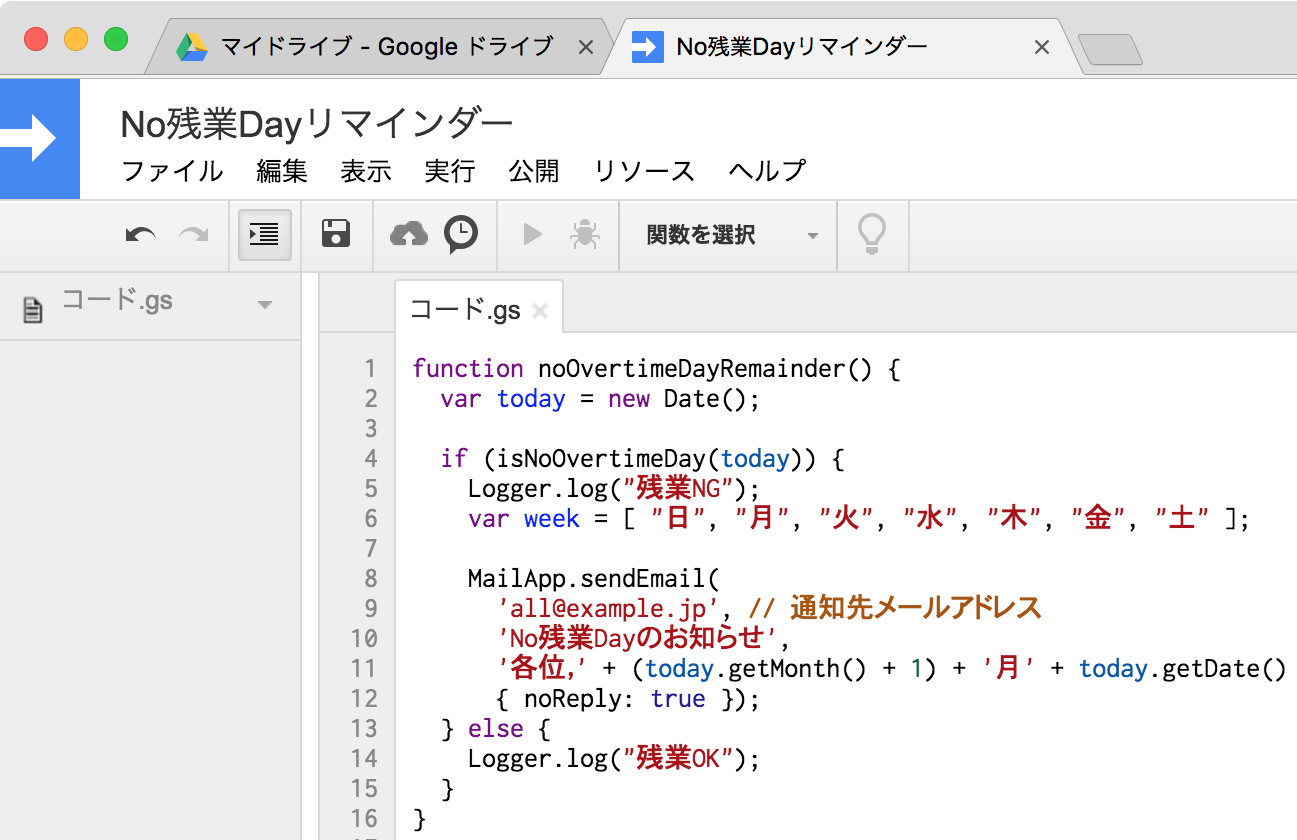 マイドライブ - Google ドライブ
No残業Dayリマインダー
No残業Dayリマインダー
ファイル 編集 表示 実行 公開 リソース ヘルプ
関数を選択
コード.gs
コード.gs
1 function noOvertimeDayRemainder() {
2 var today = new Date();
3
4 if (isNoOvertimeDay(today)) {
5 Logger.log("残業NG");
6 var week = [ "日", "月", "火", "水", "木", "金", "土" ];
7
8 MailApp.sendEmail(
9 'all@example.jp', // 通知先メールアドレス
10 'No残業Dayのお知らせ',
11 '各位,' + (today.getMonth() + 1) + '月' + today.getDate()
12 { noReply: true });
13 } else {
14 Logger.log("残業OK");
15 }
16 }